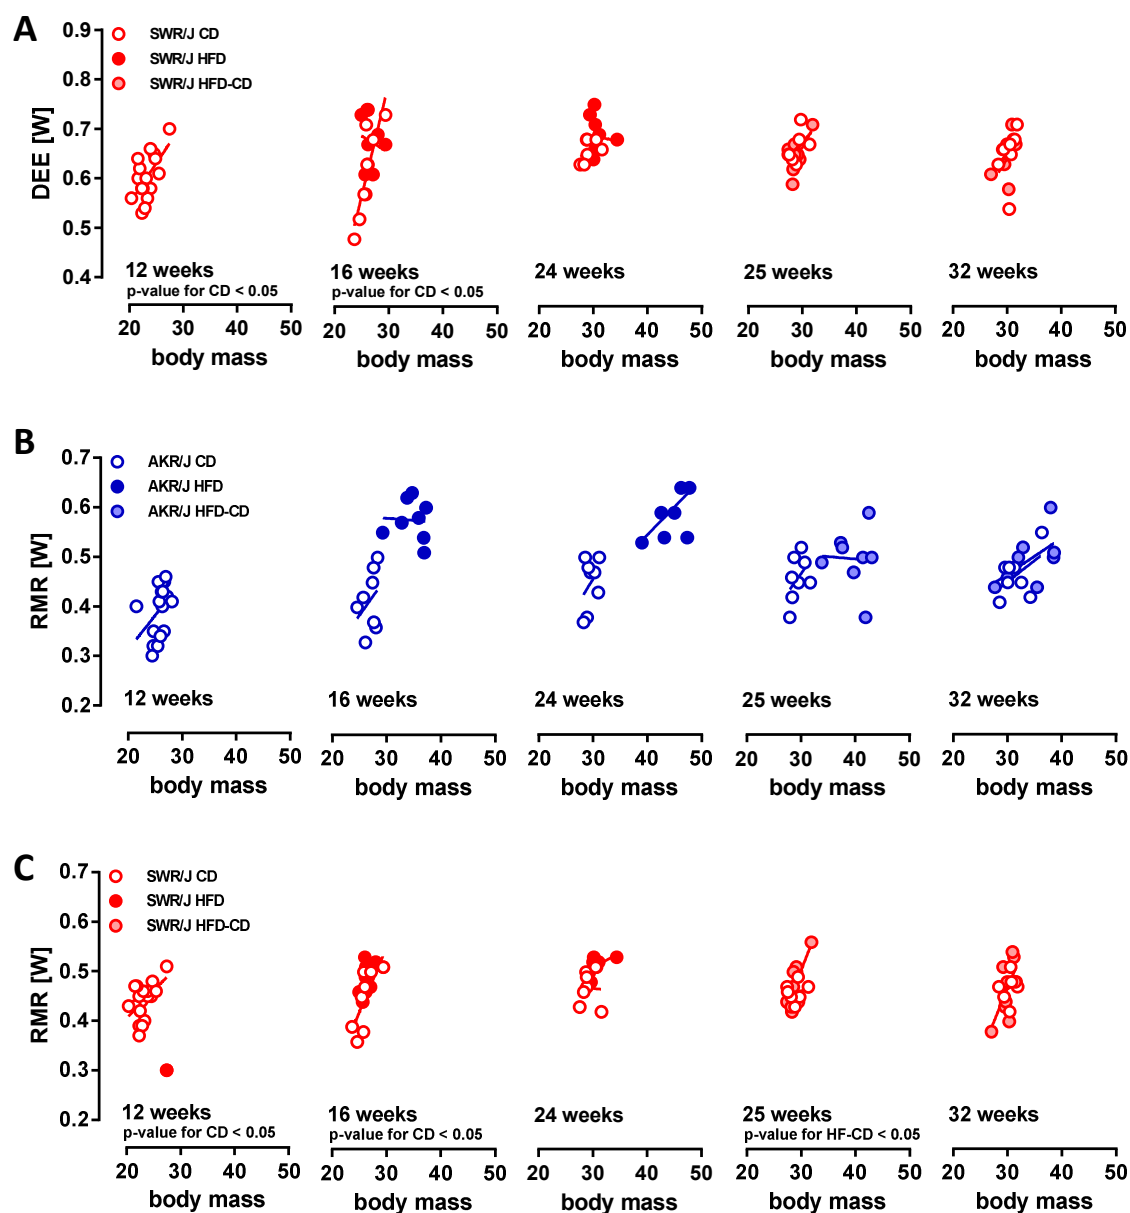 A
0.9
SWR/J CD
SWR/J HFD
0.8
SWR/J HFD-CD
0.7
DEE [W]
0.6
0.5
0.4
12 weeks
16 weeks
24 weeks
25 weeks
32 weeks
p-value for CD < 0.05
p-value for CD < 0.05
20 30 40 50
20 30 40 50
20 30 40 50
20 30 40 50
20 30 40 50
body mass
body mass
body mass
body mass
body mass
B
0.7
AKR/J CD
AKR/J HFD
0.6
AKR/J HFD-CD
0.5
RMR [W]
0.4
0.3
0.2
12 weeks
16 weeks
24 weeks
25 weeks
32 weeks
20 30 40 50
20 30 40 50
20 30 40 50
20 30 40 50
20 30 40 50
body mass
body mass
body mass
body mass
body mass
C
0.7
SWR/J CD
SWR/J HFD
0.6
SWR/J HFD-CD
0.5
RMR [W]
0.4
0.3
0.2
12 weeks
16 weeks
24 weeks
25 weeks
32 weeks
p-value for CD < 0.05
p-value for CD < 0.05
p-value for HF-CD < 0.05
20 30 40 50
20 30 40 50
20 30 40 50
20 30 40 50
20 30 40 50
body mass
body mass
body mass
body mass
body mass